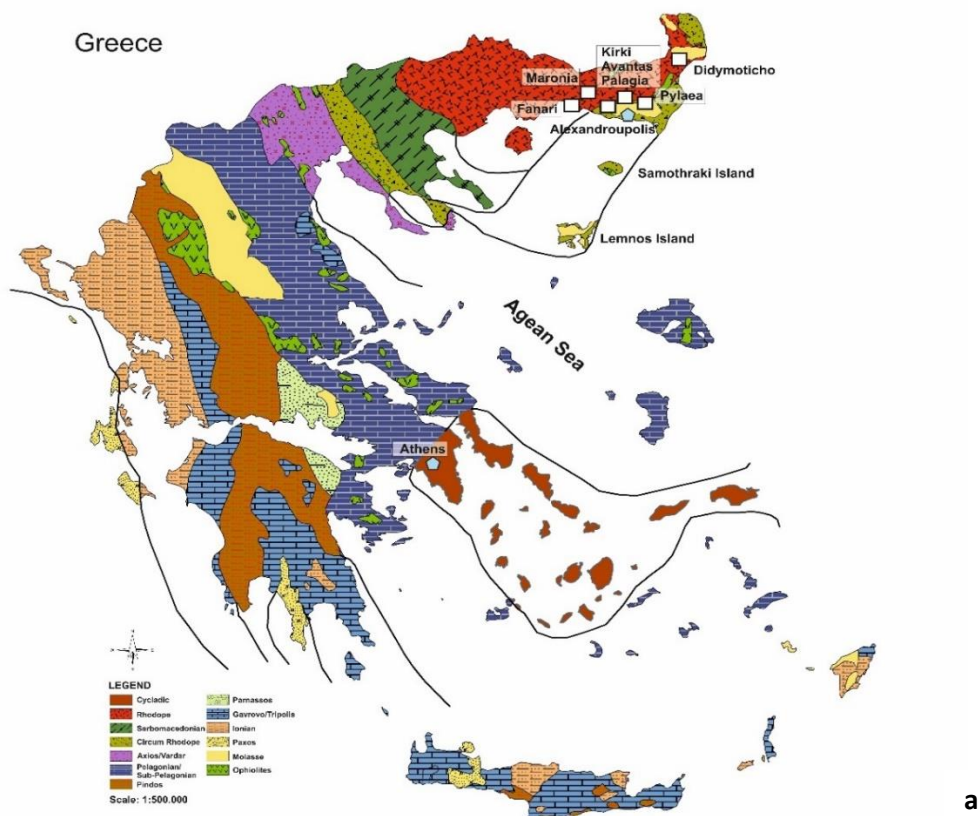 Greece
Kirki
Avantas
Palagia
Maronia
Didymoticho
Fanari
Pylaea
Alexandroupolis
Samothraki Island
Lemnos Island
Agean Sea
Athens
LEGEND
Cycladic
Rhodope
Serbomacedonian
Circum Rhodope
Axios/Vardar
Pelagonian/
Sub-Pelagonian
Pindos
Parnassos
Gavrovo/Tripolis
Ionian
Paxos
Molasse
Ophiolites
Scale: 1:500.000
a